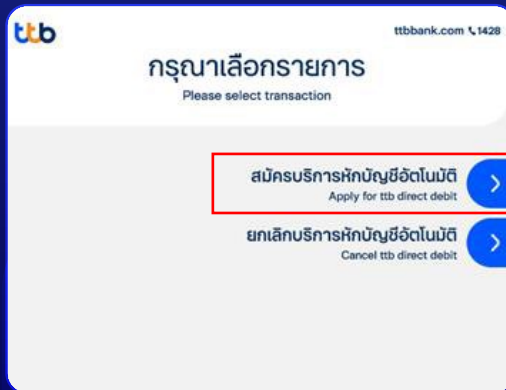 ttb
ttbbank.com 1428
กรุณาเลือกรายการ
Please select transaction
สมัครบริการหักบัญชีอัตโนมัติ
Apply for ttb direct debit
ยกเลิกบริการหักบัญชีอัตโนมัติ
Cancel ttb direct debit